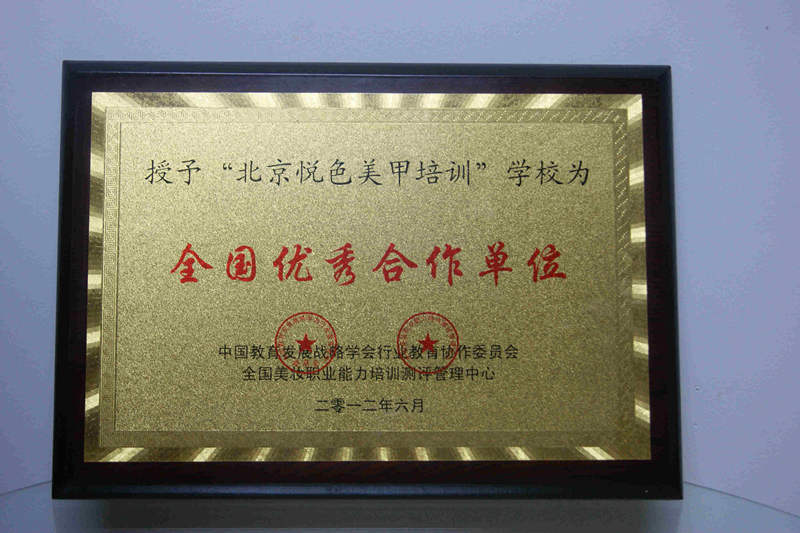 授予“北京悦色美甲培训”学校为
全国优秀合作单位
中国教育发展战略学会行业教育协作委员会
全国美妆职业能力培训测评管理中心
二零一二年六月